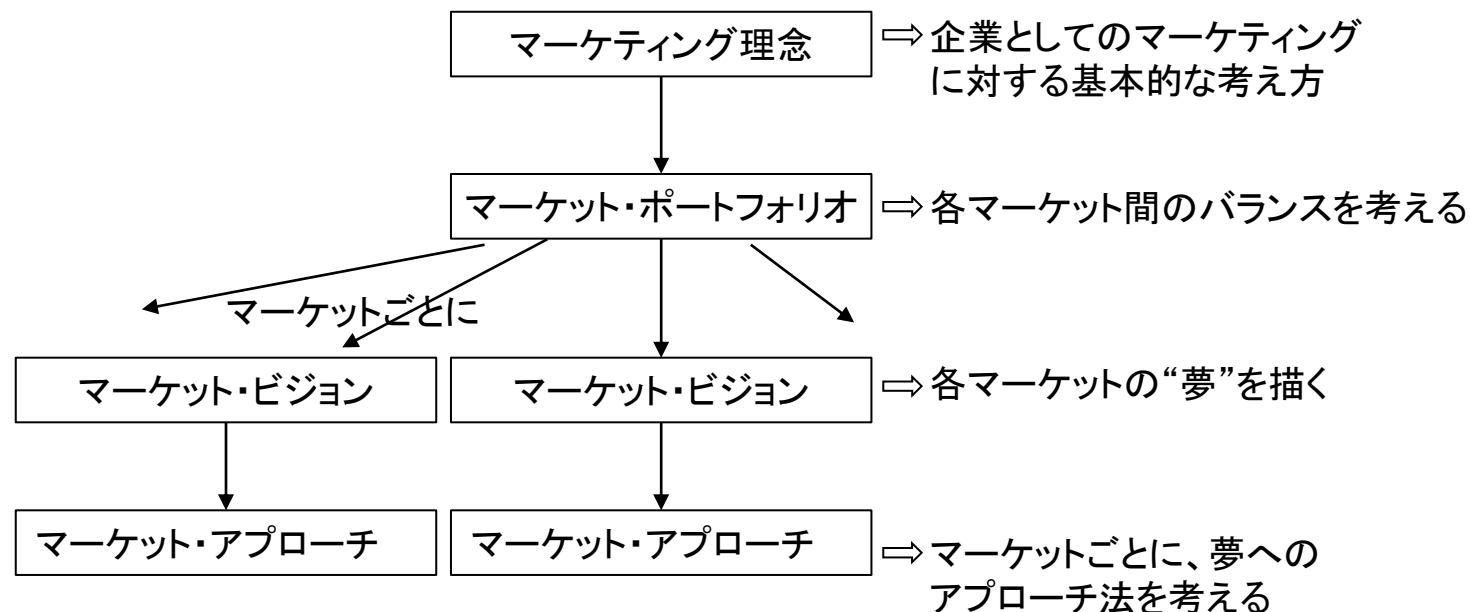 マーケティング理念
⇨企業としてのマーケティング
に対する基本的な考え方
マーケット・ポートフォリオ
⇨各マーケット間のバランスを考える
マーケットごとに
マーケット・ビジョン
マーケット・ビジョン
⇨各マーケットの“夢”を描く
マーケット・アプローチ
マーケット・アプローチ
⇨マーケットごとに、夢への
アプローチ法を考える